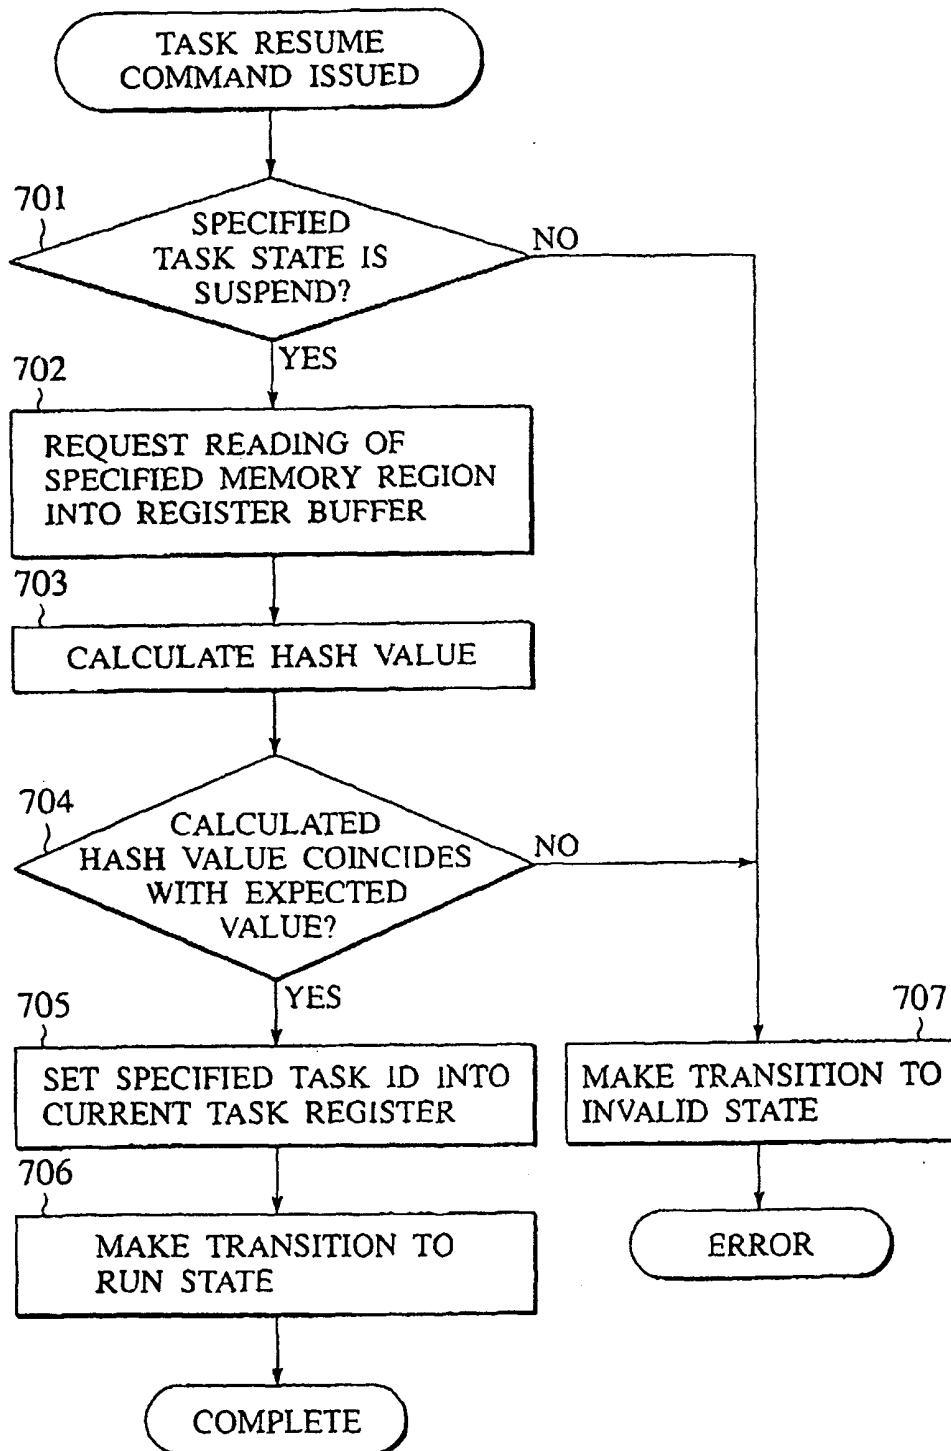 TASK RESUME
COMMAND ISSUED
701
SPECIFIED
TASK STATE IS
SUSPEND?
NO
YES
702
REQUEST READING OF
SPECIFIED MEMORY REGION
INTO REGISTER BUFFER
703
CALCULATE HASH VALUE
704
CALCULATED
HASH VALUE COINCIDES
WITH EXPECTED
VALUE?
NO
YES
705
SET SPECIFIED TASK ID INTO
CURRENT TASK REGISTER
707
MAKE TRANSITION TO
INVALID STATE
706
MAKE TRANSITION TO
RUN STATE
ERROR
COMPLETE